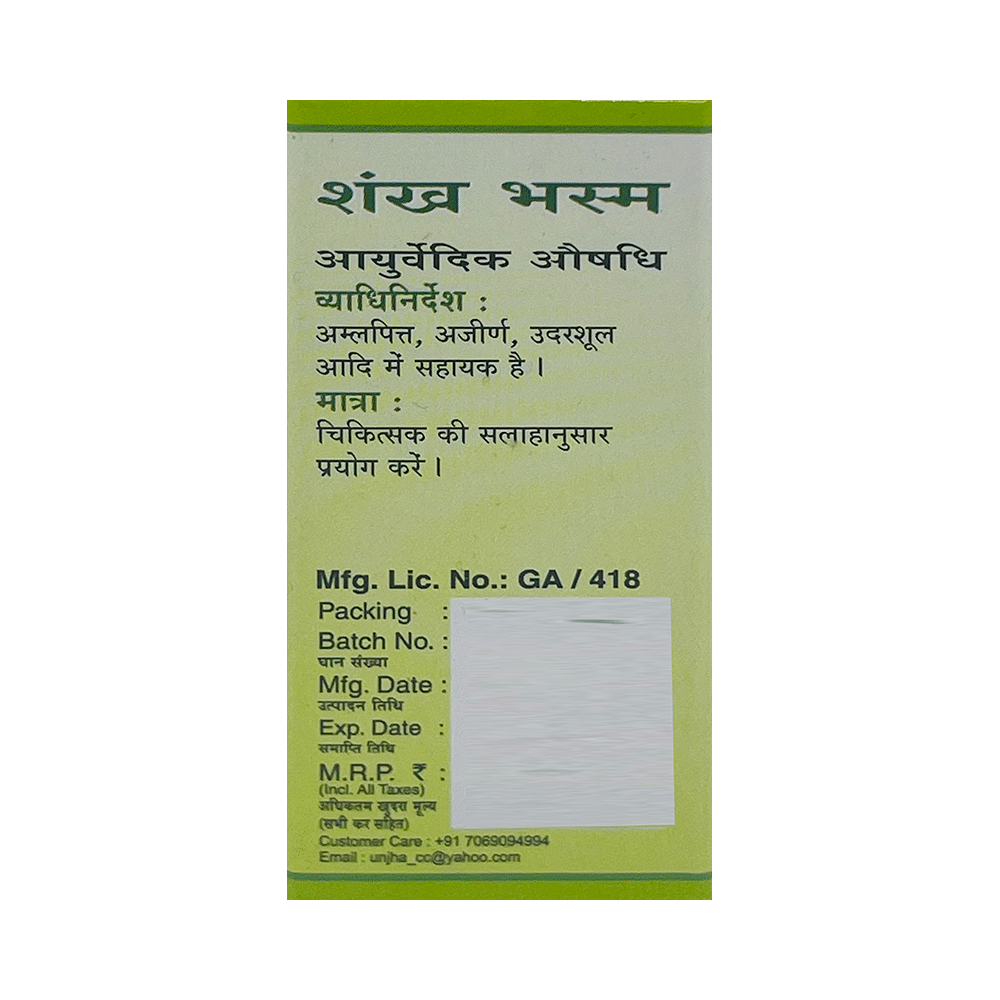 शंख भस्म
आयुर्वेदिक औषधि
व्याधिनिर्देश :
अम्लपित्त, अजीर्ण, उदरशूल
आदि में सहायक है ।
मात्रा :
चिकित्सक की सलाहानुसार
प्रयोग करें ।
Mfg. Lic. No.: GA / 418
Packing :
Batch No. :
घान संख्या
Mfg. Date :
उत्पादन तिथि
Exp. Date :
समाप्ति तिथि
M.R.P. ₹ :
(Incl. All Taxes)
अधिकतम खुदरा मूल्य
(सभी कर सहित)
Customer Care : +91 7069094994
Email : unjha_cc@yahoo.com